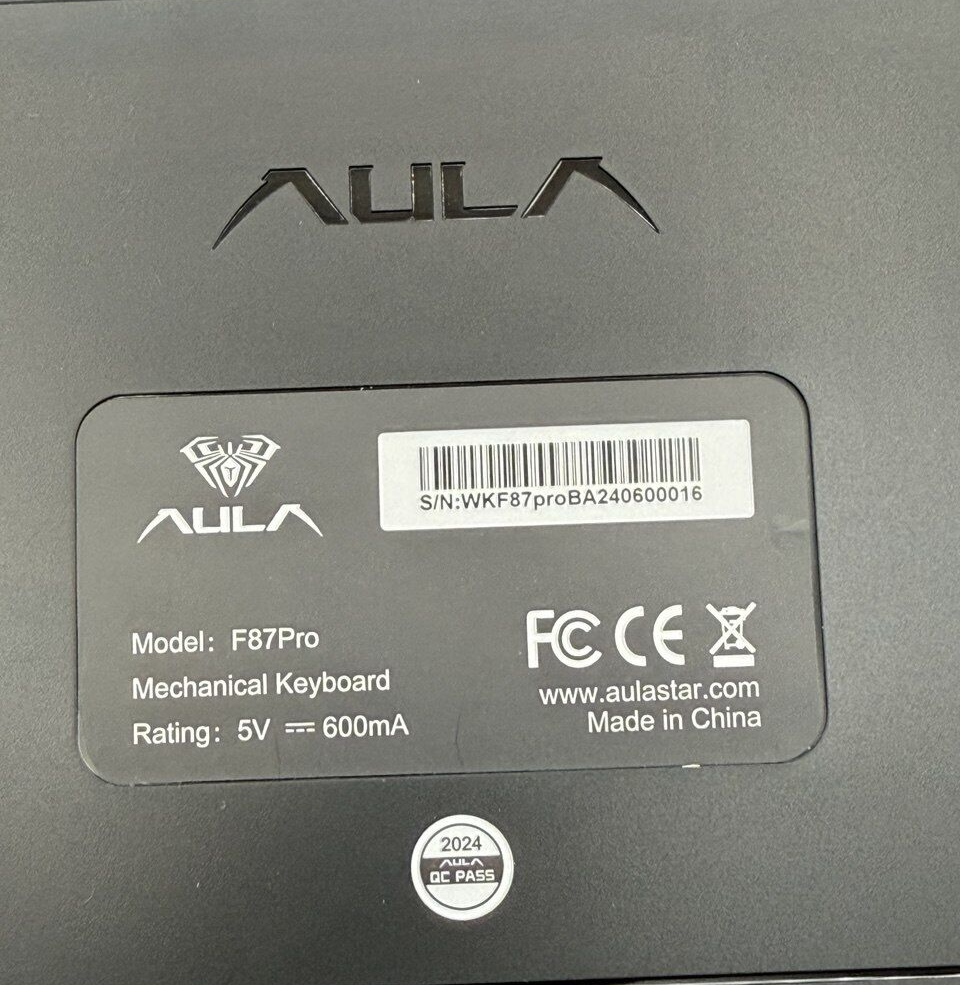 AULA
AULA
S/N:WKF87proBA240600016
Model: F87Pro
Mechanical Keyboard
Rating: 5V ⎓ 600mA
FC CE
www.aulastar.com
Made in China
2024
AULA
QC PASS